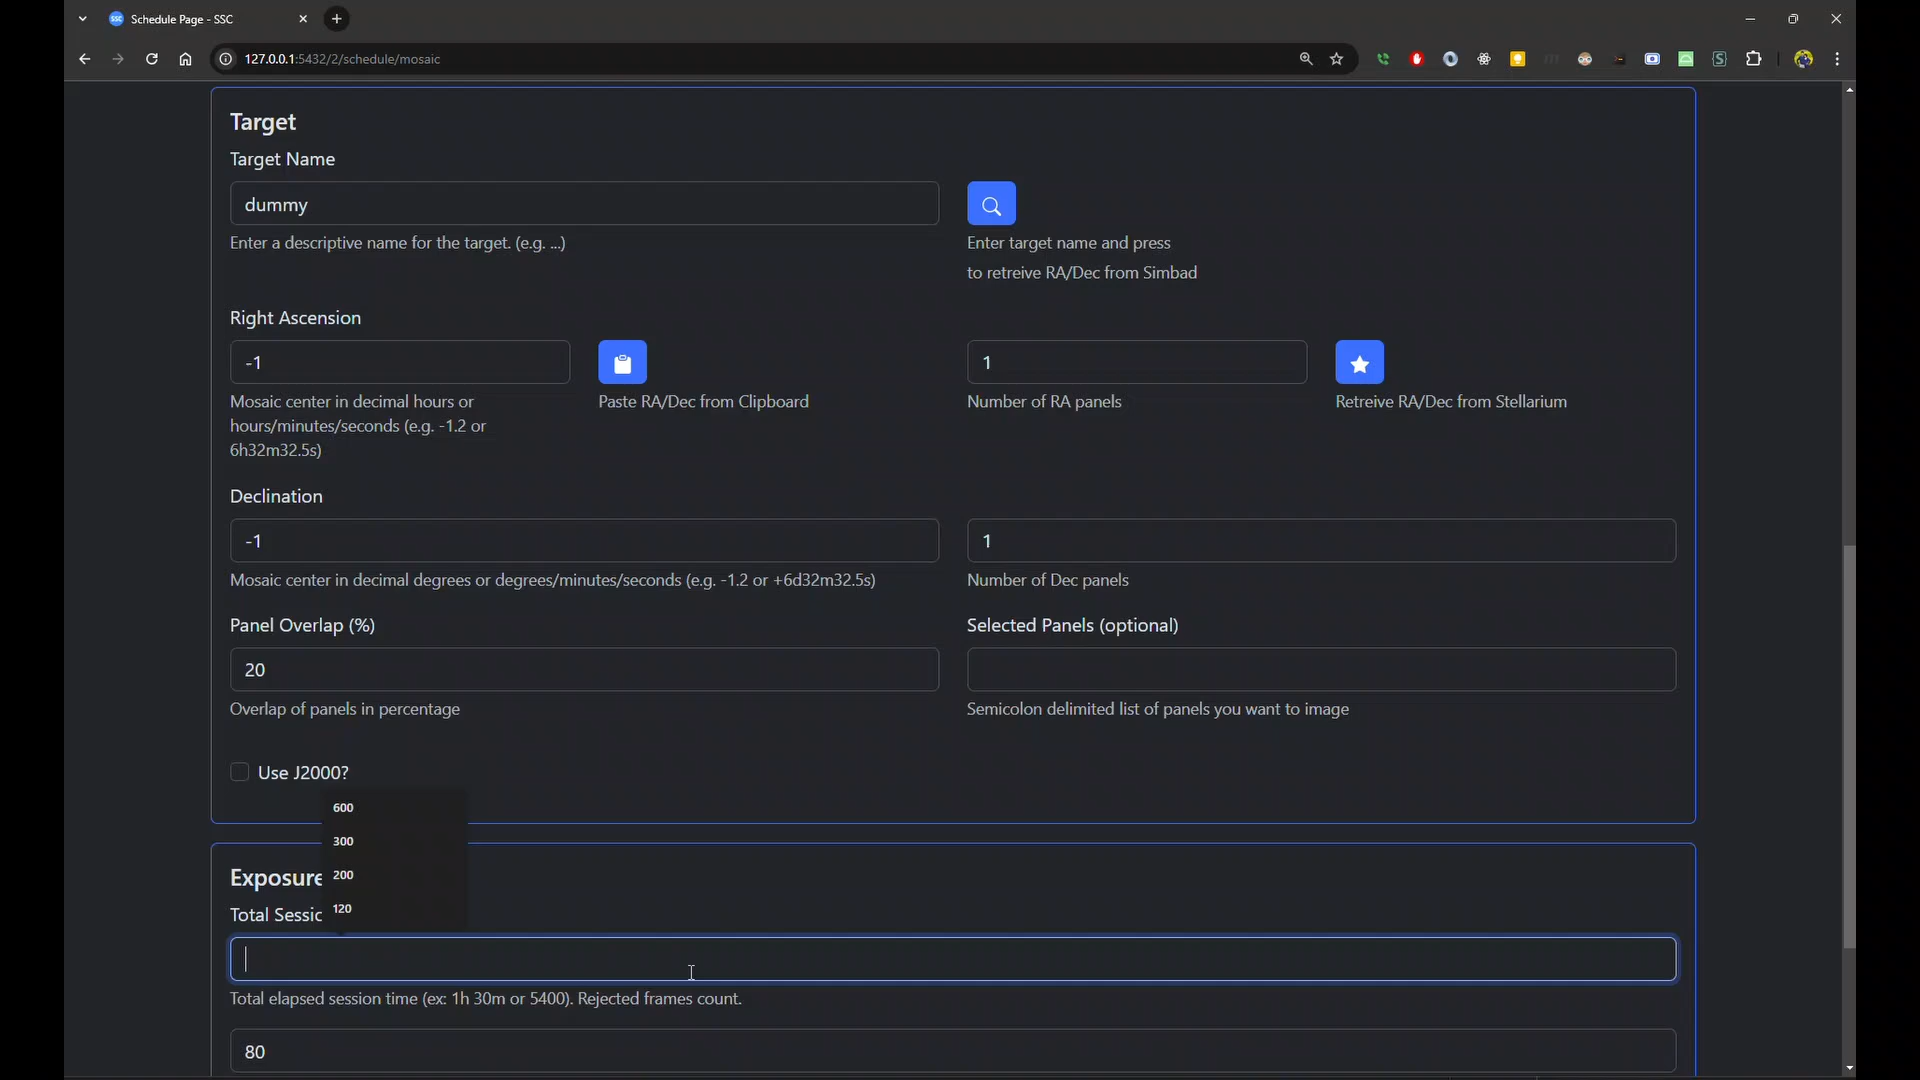 SSC Schedule Page - SSC
127.0.0.1:5432/2/schedule/mosaic
Target
Target Name
dummy
Enter a descriptive name for the target. (e.g. ...)
Enter target name and press
to retreive RA/Dec from Simbad
Right Ascension
-1
1
Mosaic center in decimal hours or
hours/minutes/seconds (e.g. -1.2 or
6h32m32.5s)
Paste RA/Dec from Clipboard
Number of RA panels
Retreive RA/Dec from Stellarium
Declination
-1
1
Mosaic center in decimal degrees or degrees/minutes/seconds (e.g. -1.2 or +6d32m32.5s)
Number of Dec panels
Panel Overlap (%)
Selected Panels (optional)
20
Overlap of panels in percentage
Semicolon delimited list of panels you want to image
Use J2000?
600
300
200
120
Exposure
Total Sessic
Total elapsed session time (ex: 1h 30m or 5400). Rejected frames count.
80